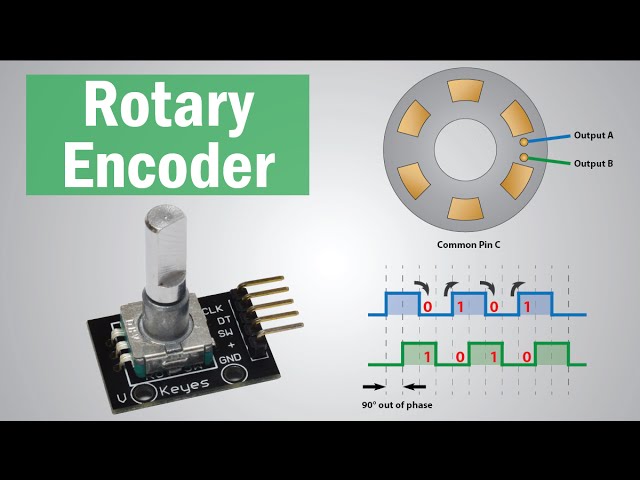 Rotary
Encoder
Output A
Output B
Common Pin C
CLK
DT
SW
+
GND
V Keyes
0 1 0 1
1 0 1 0
90° out of phase